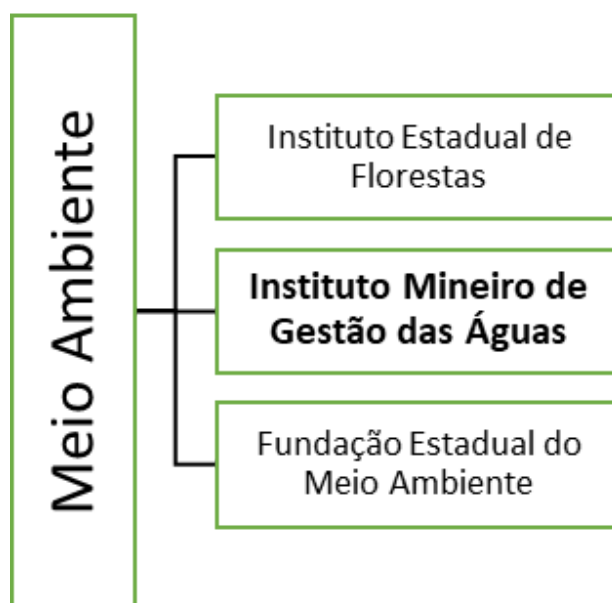 Meio Ambiente
Instituto Estadual de
Florestas
Instituto Mineiro de
Gestão das Águas
Fundação Estadual do
Meio Ambiente